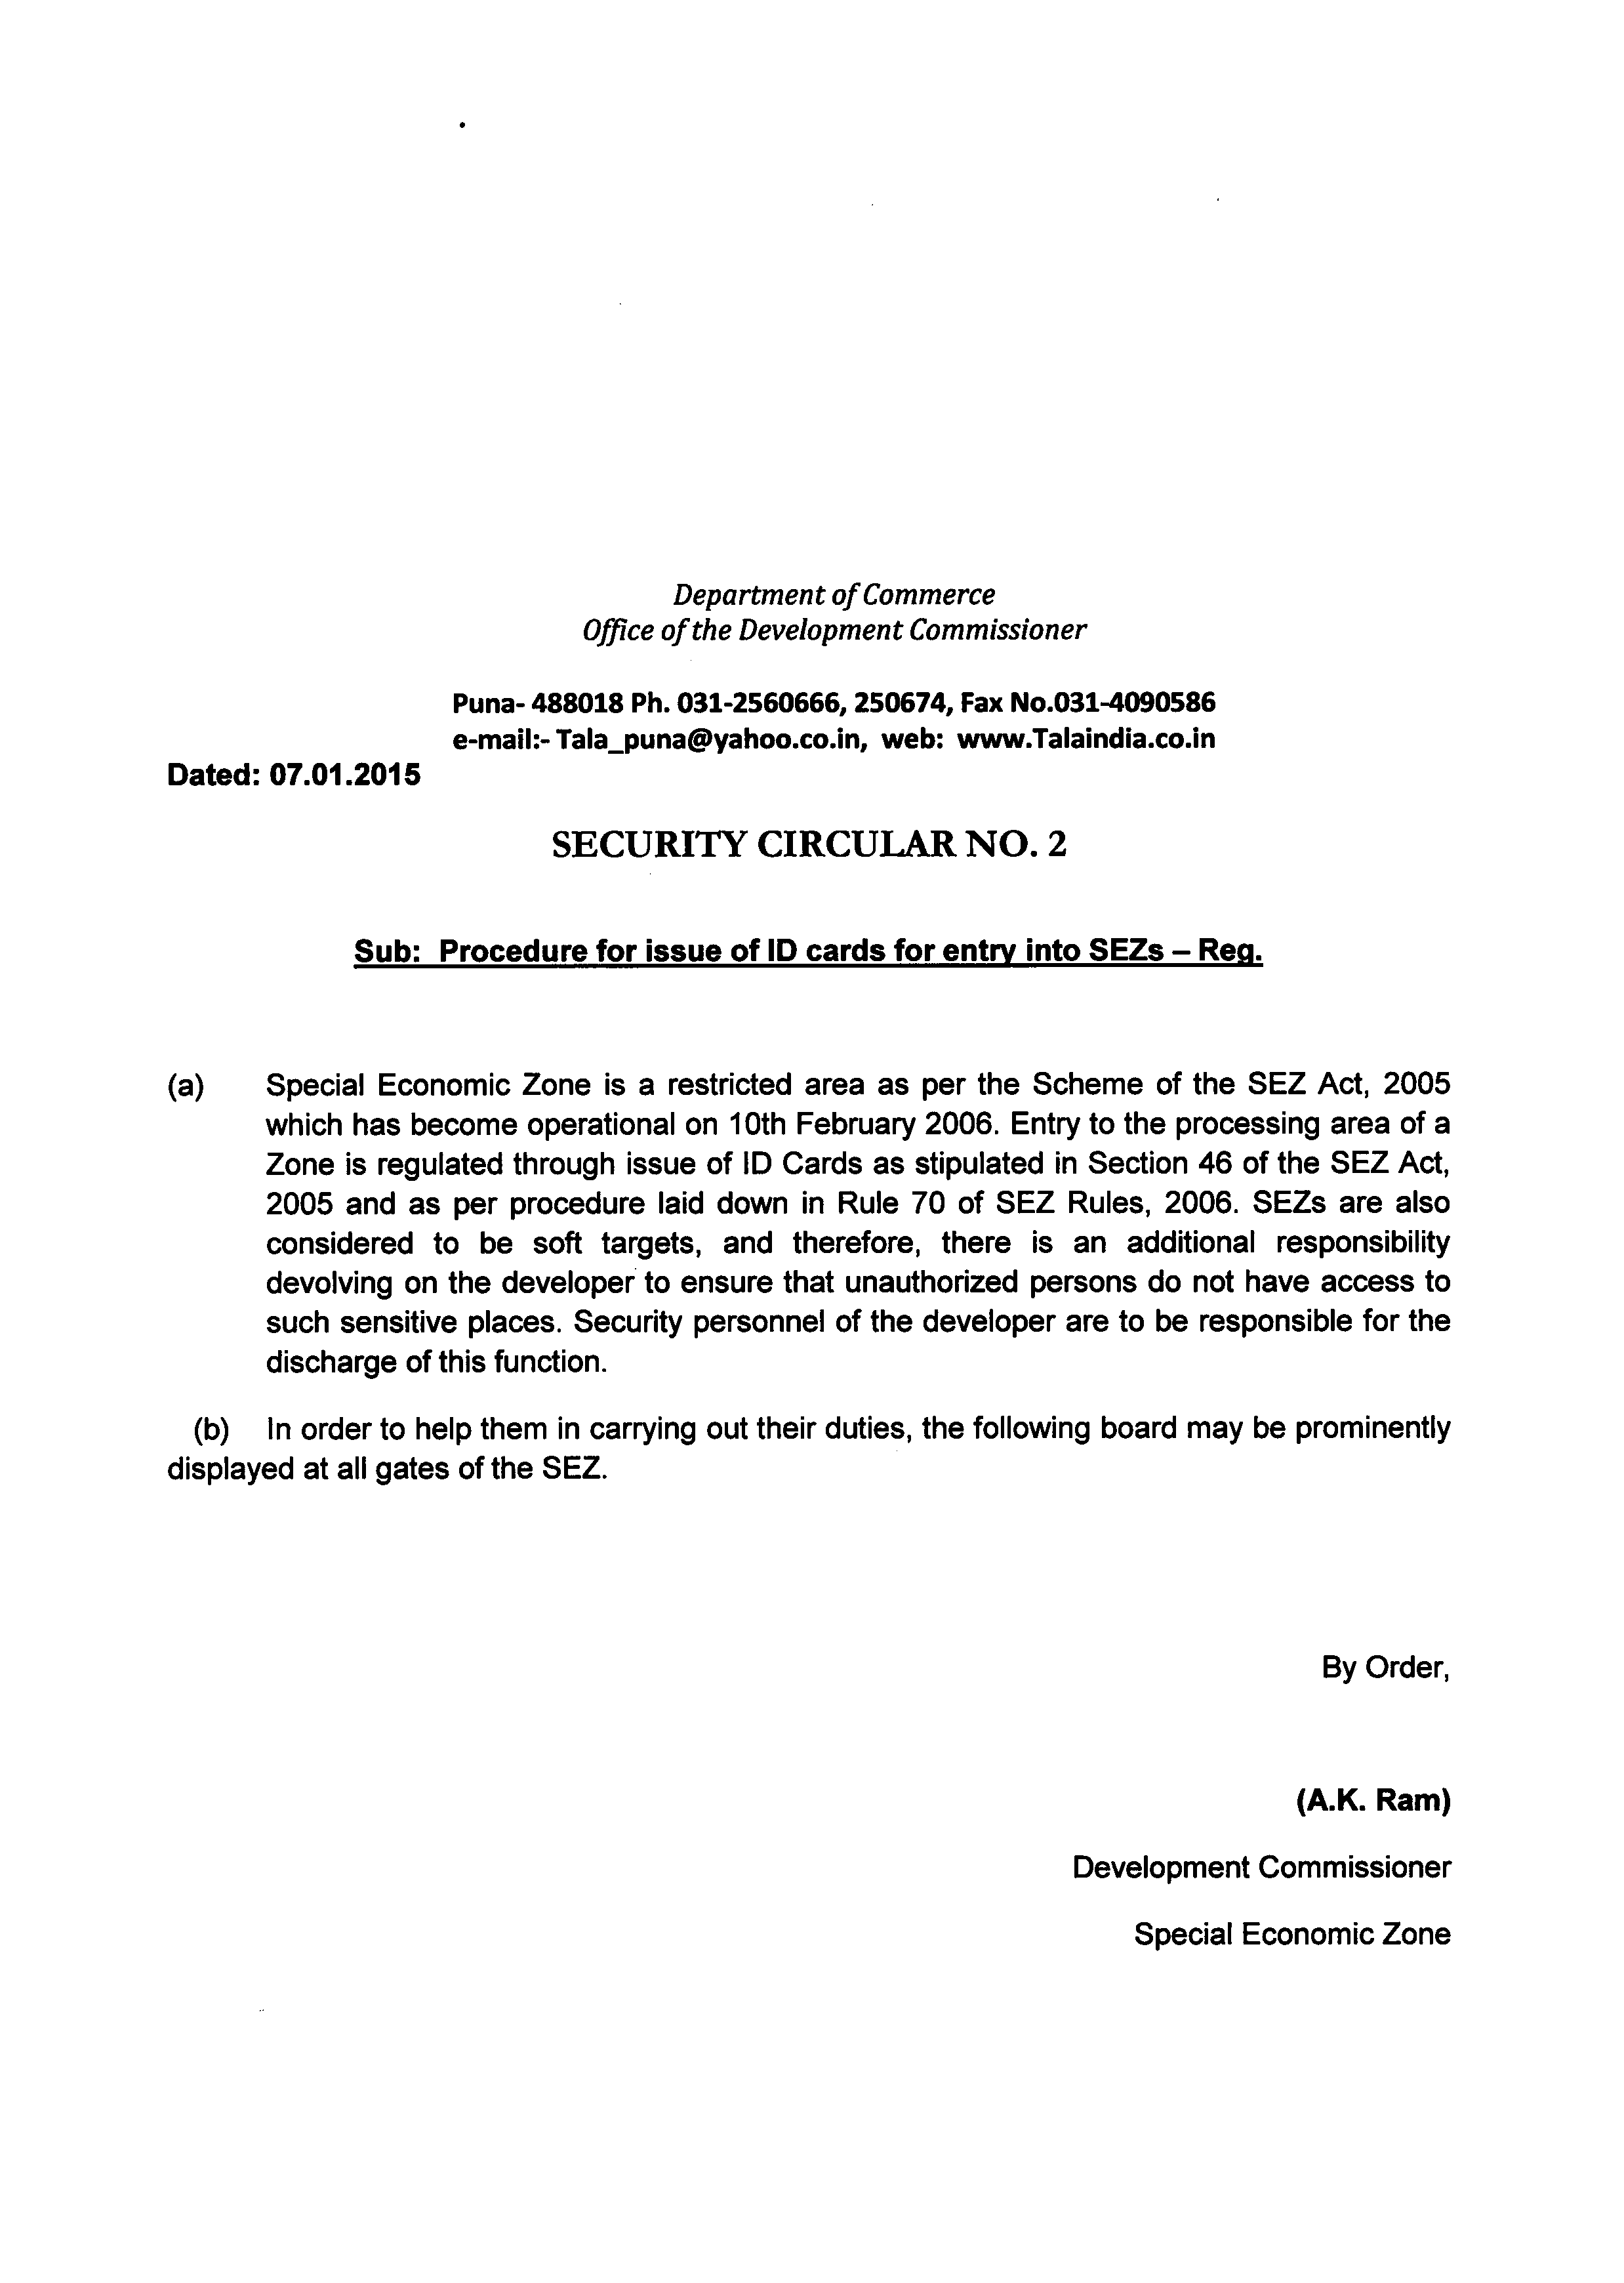 Department of Commerce
Office of the Development Commissioner
Puna- 488018 Ph. 031-2560666, 250674, Fax No.031-4090586
e-mail:- Tala_puna@yahoo.co.in, web: www.Talaindia.co.in
Dated: 07.01.2015
SECURITY CIRCULAR NO. 2
Sub: Procedure for issue of ID cards for entry into SEZs – Reg.
(a) Special Economic Zone is a restricted area as per the Scheme of the SEZ Act, 2005
which has become operational on 10th February 2006. Entry to the processing area of a
Zone is regulated through issue of ID Cards as stipulated in Section 46 of the SEZ Act,
2005 and as per procedure laid down in Rule 70 of SEZ Rules, 2006. SEZs are also
considered to be soft targets, and therefore, there is an additional responsibility
devolving on the developer to ensure that unauthorized persons do not have access to
such sensitive places. Security personnel of the developer are to be responsible for the
discharge of this function.
(b) In order to help them in carrying out their duties, the following board may be prominently
displayed at all gates of the SEZ.
By Order,
(A.K. Ram)
Development Commissioner
Special Economic Zone